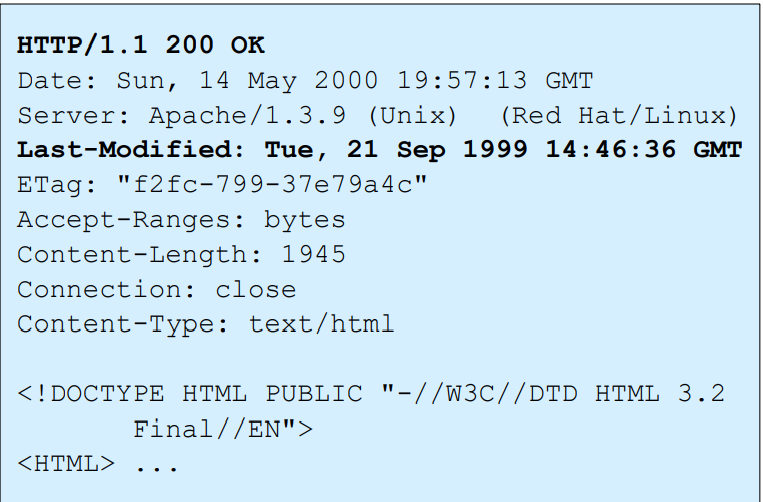 HTTP/1.1 200 OK
Date: Sun, 14 May 2000 19:57:13 GMT
Server: Apache/1.3.9 (Unix)  (Red Hat/Linux)
Last-Modified: Tue, 21 Sep 1999 14:46:36 GMT
ETag: "f2fc-799-37e79a4c"
Accept-Ranges: bytes
Content-Length: 1945
Connection: close
Content-Type: text/html

<!DOCTYPE HTML PUBLIC "-//W3C//DTD HTML 3.2
Final//EN">
<HTML> ...